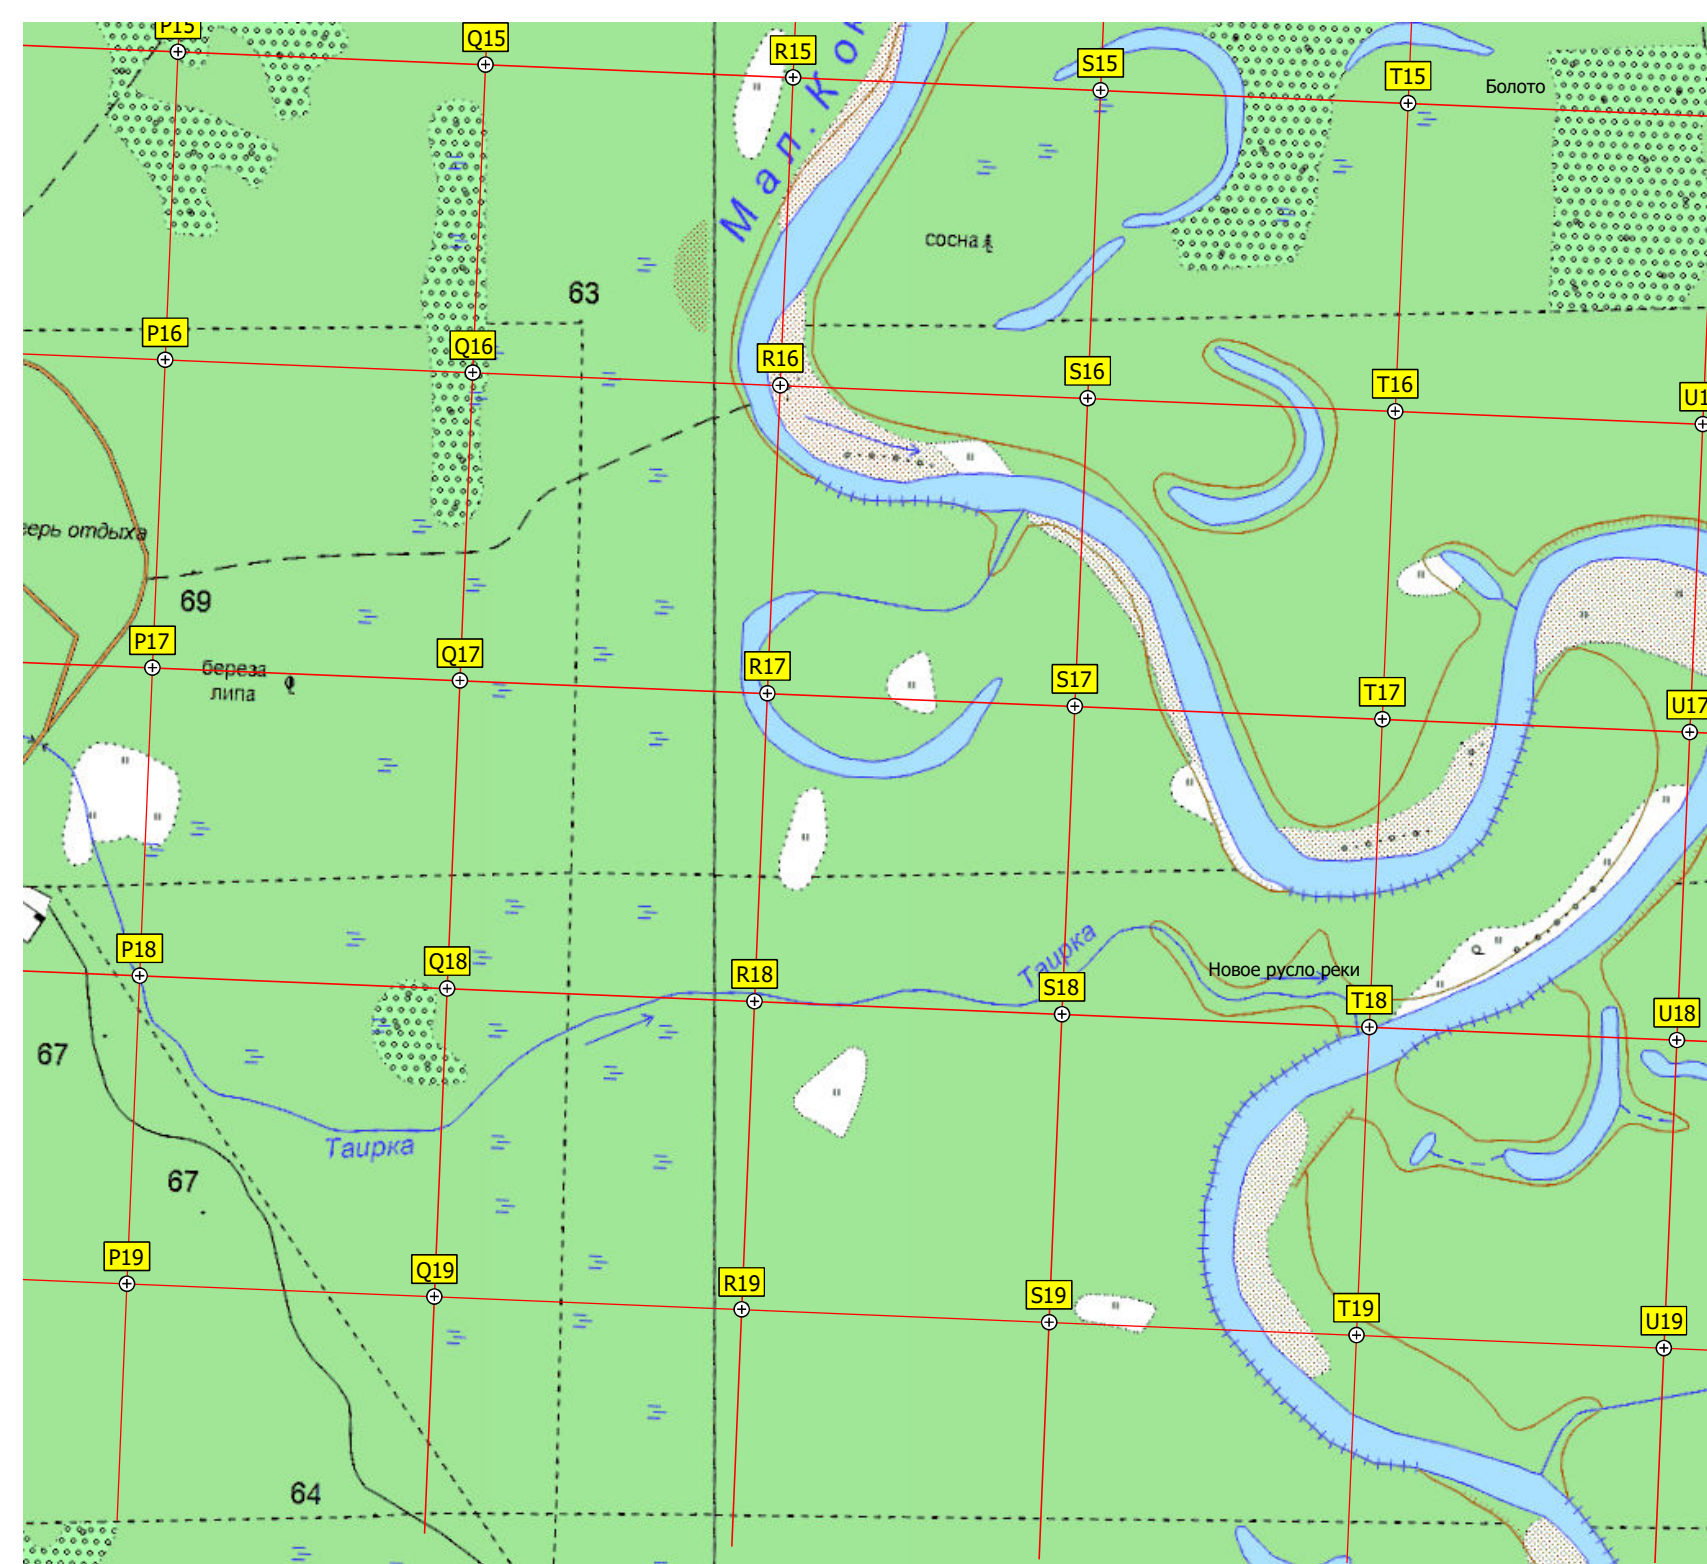 P15
Q15
R15
S15
T15
Болото
Мал.
сосна
63
P16
Q16
R16
S16
T16
отдыха
69
P17
Q17
R17
S17
T17
U17
береза
липа
Таирка
Новое русло реки
P18
Q18
R18
S18
T18
U18
67
Таирка
67
P19
Q19
R19
S19
T19
U19
64